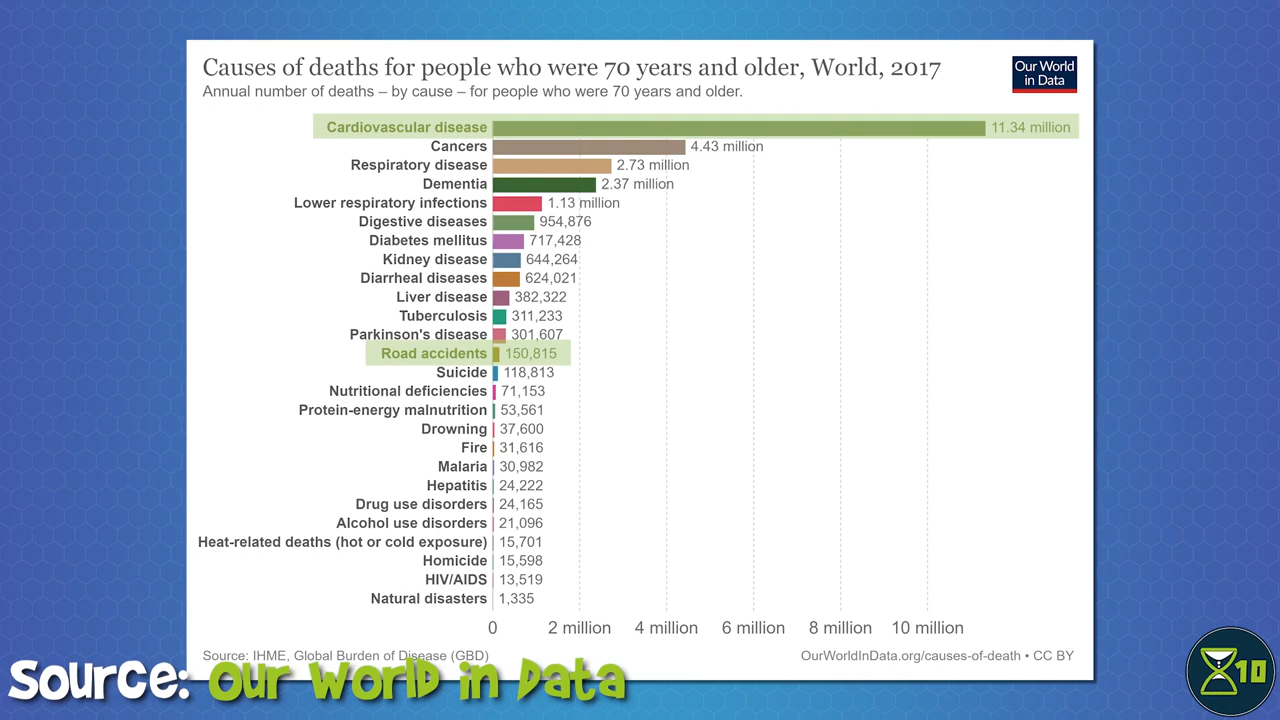 Causes of deaths for people who were 70 years and older, World, 2017
Annual number of deaths – by cause – for people who were 70 years and older.
Our World
in Data
Cardiovascular disease 11.34 million
Cancers 4.43 million
Respiratory disease 2.73 million
Dementia 2.37 million
Lower respiratory infections 1.13 million
Digestive diseases 954,876
Diabetes mellitus 717,428
Kidney disease 644,264
Diarrheal diseases 624,021
Liver disease 382,322
Tuberculosis 311,233
Parkinson's disease 301,607
Road accidents 150,815
Suicide 118,813
Nutritional deficiencies 71,153
Protein-energy malnutrition 53,561
Drowning 37,600
Fire 31,616
Malaria 30,982
Hepatitis 24,222
Drug use disorders 24,165
Alcohol use disorders 21,096
Heat-related deaths (hot or cold exposure) 15,701
Homicide 15,598
HIV/AIDS 13,519
Natural disasters 1,335
0 2 million 4 million 6 million 8 million 10 million
Source: IHME, Global Burden of Disease (GBD) OurWorldInData.org/causes-of-death • CC BY
Source: Our World in Data
10